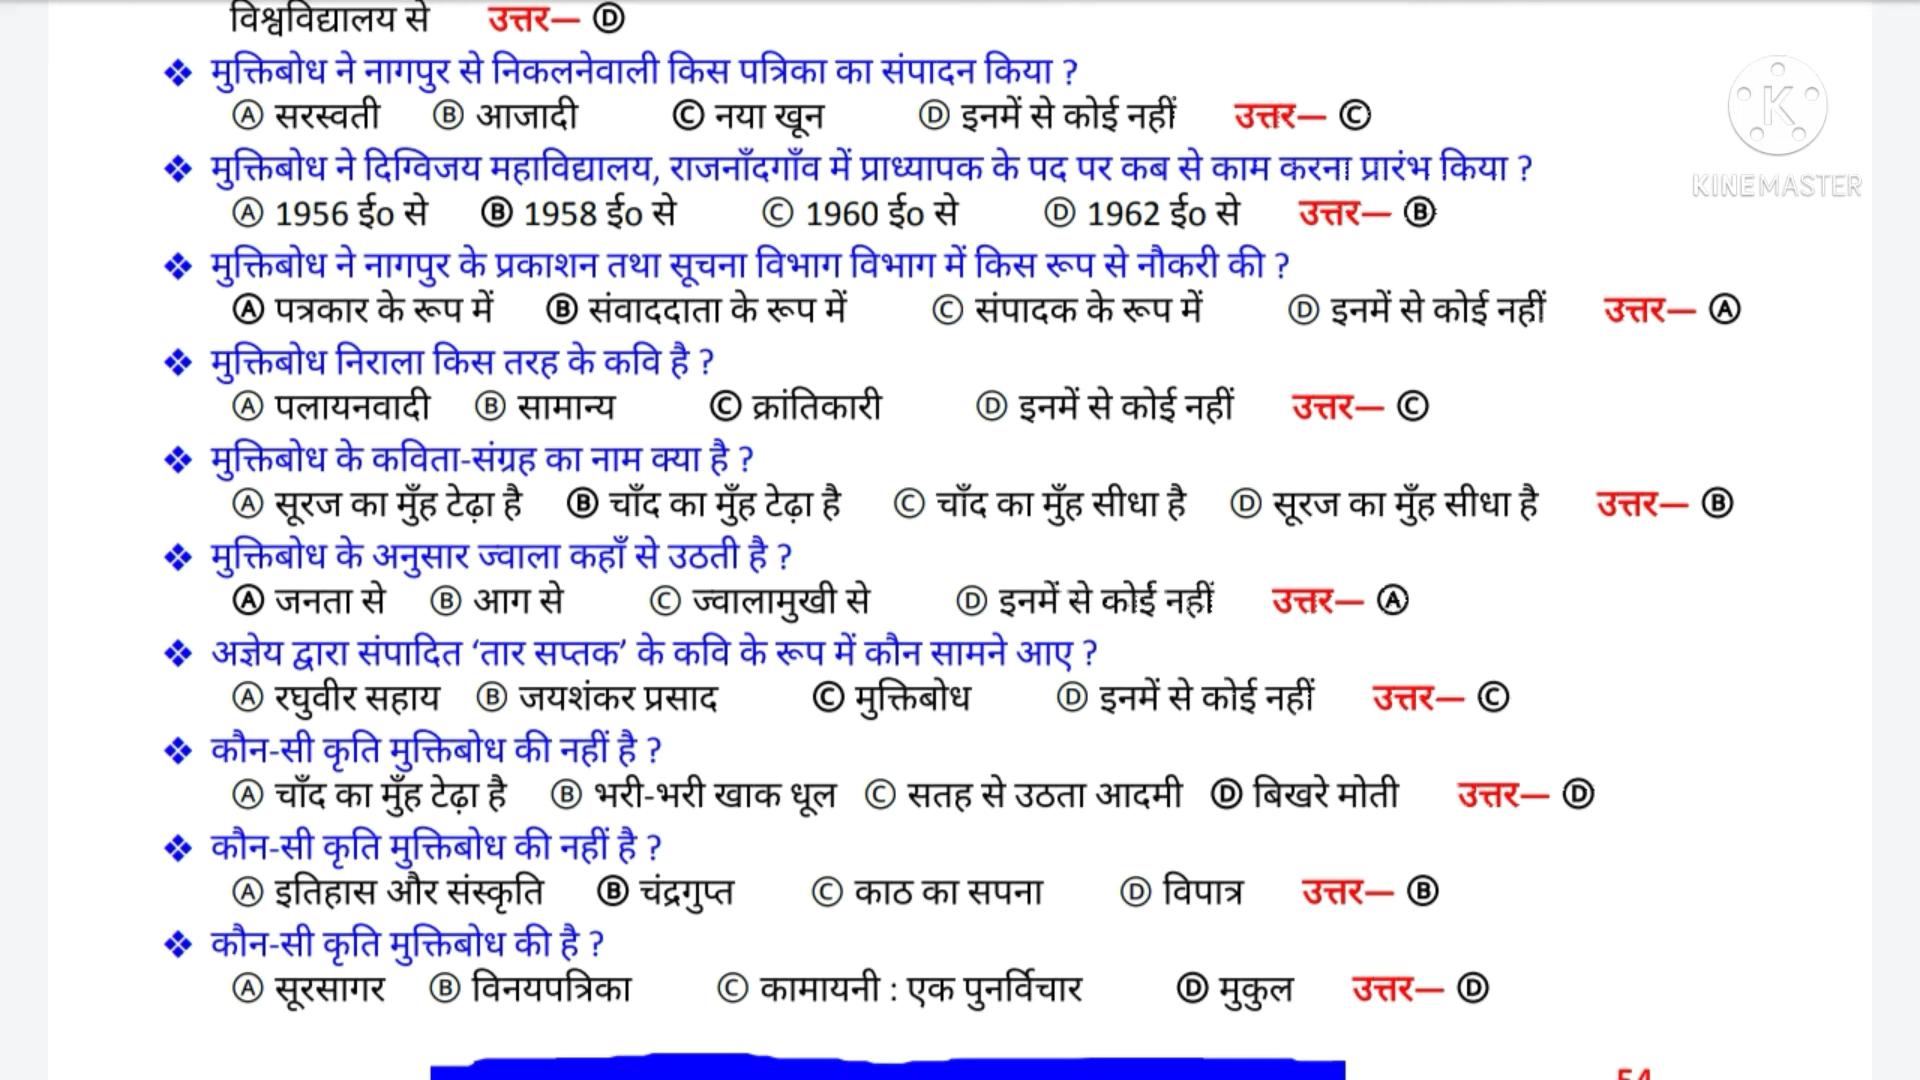 विश्वविद्यालय से उत्तर— Ⓓ
❖ मुक्तिबोध ने नागपुर से निकलनेवाली किस पत्रिका का संपादन किया ?
Ⓐ सरस्वती Ⓑ आजादी Ⓒ नया खून Ⓓ इनमें से कोई नहीं उत्तर— Ⓒ
❖ मुक्तिबोध ने दिग्विजय महाविद्यालय, राजनाँदगाँव में प्राध्यापक के पद पर कब से काम करना प्रारंभ किया ?
KINEMASTER
Ⓐ 1956 ईo से Ⓑ 1958 ईo से Ⓒ 1960 ईo से Ⓓ 1962 ईo से उत्तर— Ⓑ
❖ मुक्तिबोध ने नागपुर के प्रकाशन तथा सूचना विभाग विभाग में किस रूप से नौकरी की ?
Ⓐ पत्रकार के रूप में Ⓑ संवाददाता के रूप में Ⓒ संपादक के रूप में Ⓓ इनमें से कोई नहीं उत्तर— Ⓐ
❖ मुक्तिबोध निराला किस तरह के कवि है ?
Ⓐ पलायनवादी Ⓑ सामान्य Ⓒ क्रांतिकारी Ⓓ इनमें से कोई नहीं उत्तर— Ⓒ
❖ मुक्तिबोध के कविता-संग्रह का नाम क्या है ?
Ⓐ सूरज का मुँह टेढ़ा है Ⓑ चाँद का मुँह टेढ़ा है Ⓒ चाँद का मुँह सीधा है Ⓓ सूरज का मुँह सीधा है उत्तर— Ⓑ
❖ मुक्तिबोध के अनुसार ज्वाला कहाँ से उठती है ?
Ⓐ जनता से Ⓑ आग से Ⓒ ज्वालामुखी से Ⓓ इनमें से कोई नहीं उत्तर— Ⓐ
❖ अज्ञेय द्वारा संपादित ‘तार सप्तक’ के कवि के रूप में कौन सामने आए ?
Ⓐ रघुवीर सहाय Ⓑ जयशंकर प्रसाद Ⓒ मुक्तिबोध Ⓓ इनमें से कोई नहीं उत्तर— Ⓒ
❖ कौन-सी कृति मुक्तिबोध की नहीं है ?
Ⓐ चाँद का मुँह टेढ़ा है Ⓑ भरी-भरी खाक धूल Ⓒ सतह से उठता आदमी Ⓓ बिखरे मोती उत्तर— Ⓓ
❖ कौन-सी कृति मुक्तिबोध की नहीं है ?
Ⓐ इतिहास और संस्कृति Ⓑ चंद्रगुप्त Ⓒ काठ का सपना Ⓓ विपात्र उत्तर— Ⓑ
❖ कौन-सी कृति मुक्तिबोध की है ?
Ⓐ सूरसागर Ⓑ विनयपत्रिका Ⓒ कामायनी : एक पुनर्विचार Ⓓ मुकुल उत्तर— Ⓓ